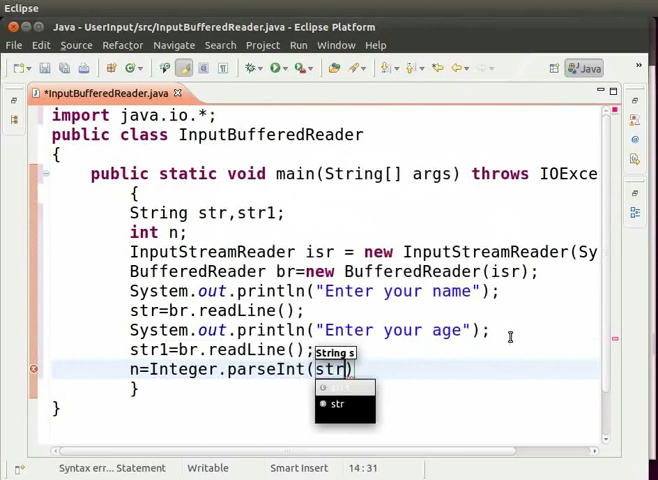 Eclipse
Java - UserInput/src/InputBufferedReader.java - Eclipse Platform
File Edit Source Refactor Navigate Search Project Run Window Help
Java
*InputBufferedReader.java
import java.io.*;
public class InputBufferedReader
{
public static void main(String[] args) throws IOExce
{
String str,str1;
int n;
InputStreamReader isr = new InputStreamReader(Sy
BufferedReader br=new BufferedReader(isr);
System.out.println("Enter your name");
str=br.readLine();
System.out.println("Enter your age");
str1=br.readLine();
String s
n=Integer.parseInt(str)
}
str
}
Syntax err... Statement Writable Smart Insert 14 : 31